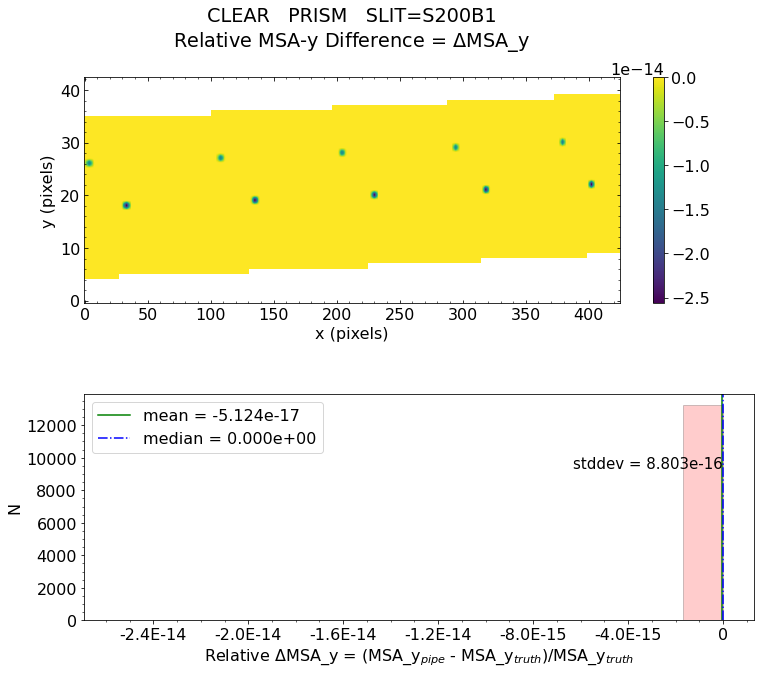 CLEAR PRISM SLIT=S200B1
Relative MSA-y Difference = ΔMSA_y
1e−14
40
30
20
10
0
y (pixels)
0 50 100 150 200 250 300 350 400
x (pixels)
0.0
−0.5
−1.0
−1.5
−2.0
−2.5
mean = -5.124e-17
median = 0.000e+00
stddev = 8.803e-16
12000
10000
8000
6000
4000
2000
0
N
-2.4E-14 -2.0E-14 -1.6E-14 -1.2E-14 -8.0E-15 -4.0E-15 0
Relative ΔMSA_y = (MSA_y_pipe - MSA_y_truth)/MSA_y_truth